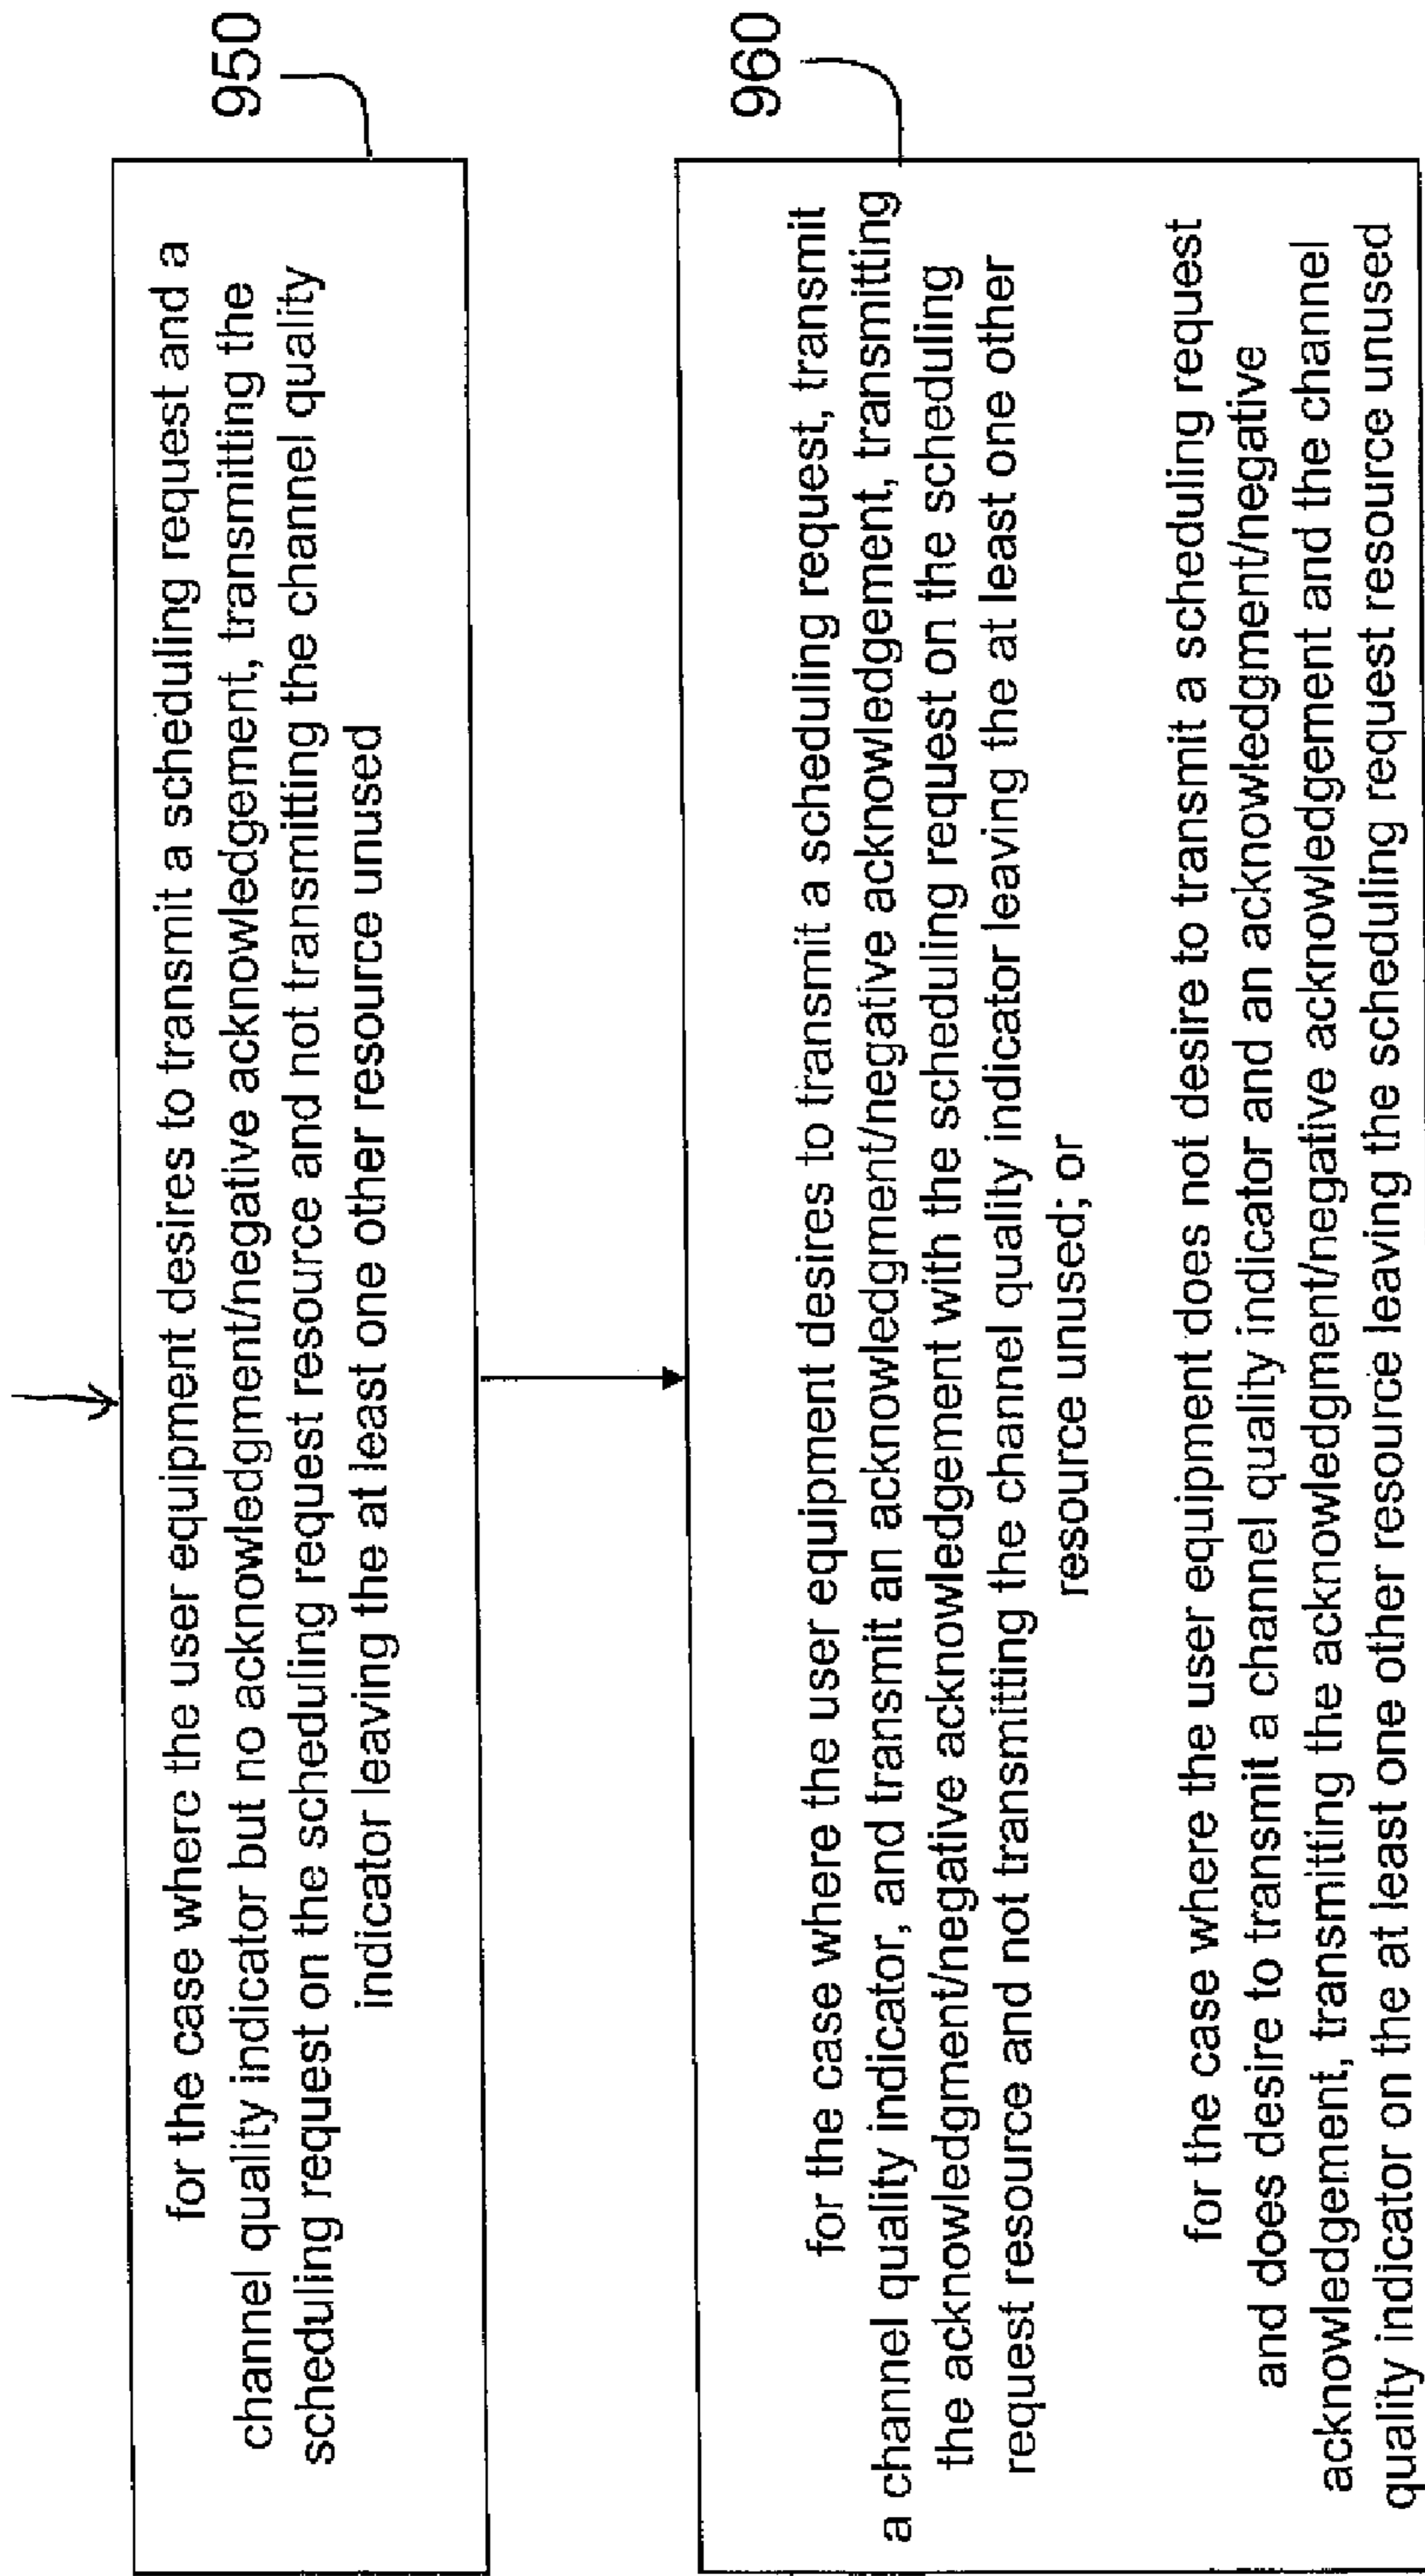 950
for the case where the user equipment desires to transmit a scheduling request and a
channel quality indicator but no acknowledgment/negative acknowledgement, transmitting the
scheduling request on the scheduling request resource and not transmitting the channel quality
indicator leaving the at least one other resource unused
960
for the case where the user equipment desires to transmit a scheduling request, transmit
a channel quality indicator, and transmit an acknowledgment/negative acknowledgement, transmitting
the acknowledgment/negative acknowledgement with the scheduling request on the scheduling
request resource and not transmitting the channel quality indicator leaving the at least one other
resource unused; or
for the case where the user equipment does not desire to transmit a scheduling request
and does desire to transmit a channel quality indicator and an acknowledgment/negative
acknowledgement, transmitting the acknowledgment/negative acknowledgement and the channel
quality indicator on the at least one other resource leaving the scheduling request resource unused